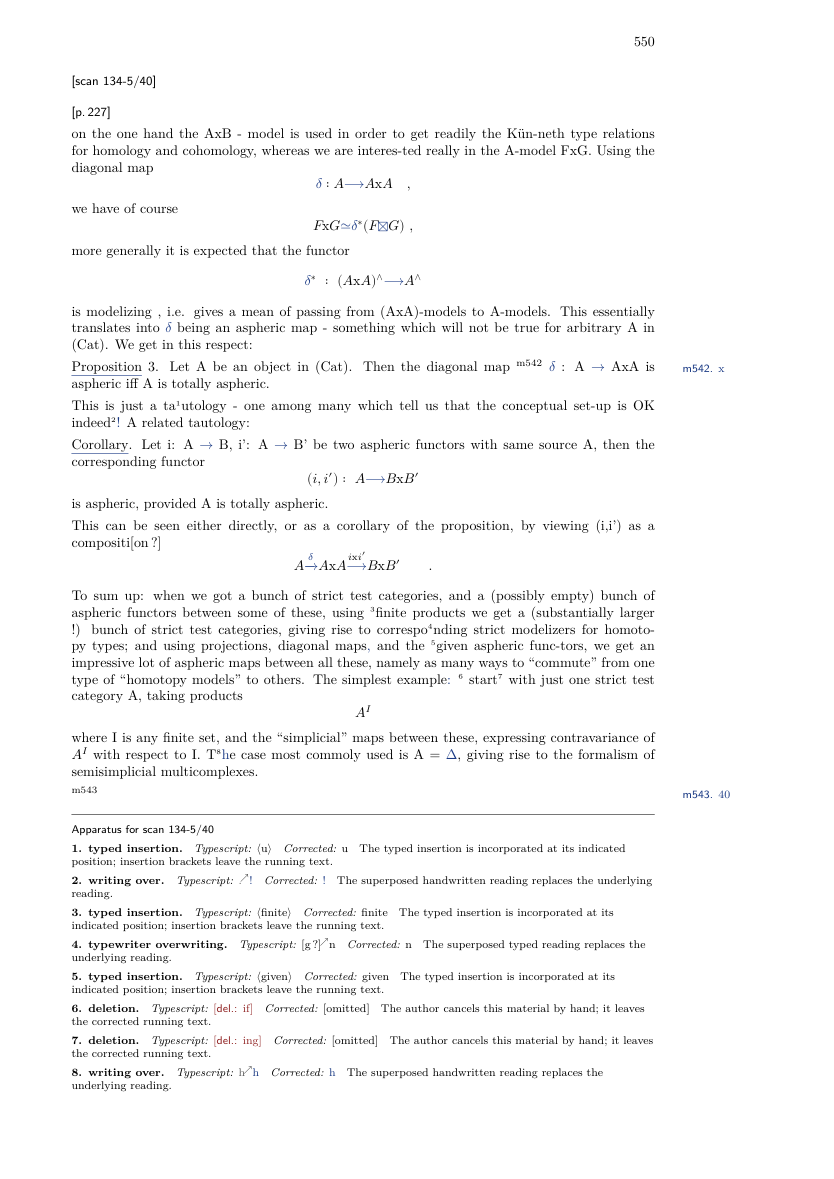 550
[scan 134-5/40]
[p. 227]
on the one hand the AxB - model is used in order to get readily the Kün-neth type relations
for homology and cohomology, whereas we are interes-ted really in the A-model FxG. Using the
diagonal map
δ : A⟶AxA ,
we have of course
FxG≃δ*(F⊠G) ,
more generally it is expected that the functor
δ* : (AxA)^⟶A^
is modelizing , i.e. gives a mean of passing from (AxA)-models to A-models. This essentially
translates into δ being an aspheric map - something which will not be true for arbitrary A in
(Cat). We get in this respect:
Proposition 3. Let A be an object in (Cat). Then the diagonal map m542 δ : A → AxA is
m542. x
aspheric iff A is totally aspheric.
This is just a ta¹utology - one among many which tell us that the conceptual set-up is OK
indeed²! A related tautology:
Corollary. Let i: A → B, i': A → B' be two aspheric functors with same source A, then the
corresponding functor
(i, i′) : A⟶BxB′
is aspheric, provided A is totally aspheric.
This can be seen either directly, or as a corollary of the proposition, by viewing (i,i') as a
compositi[on ?]
A –δ→ AxA –ixi′→ BxB′ .
To sum up: when we got a bunch of strict test categories, and a (possibly empty) bunch of
aspheric functors between some of these, using ³finite products we get a (substantially larger
!) bunch of strict test categories, giving rise to correspo⁴nding strict modelizers for homoto-
py types; and using projections, diagonal maps, and the ⁵given aspheric func-tors, we get an
impressive lot of aspheric maps between all these, namely as many ways to “commute” from one
type of “homotopy models” to others. The simplest example: ⁶ start⁷ with just one strict test
category A, taking products
A^I
where I is any finite set, and the “simplicial” maps between these, expressing contravariance of
A^I with respect to I. T⁸he case most commoly used is A = Δ, giving rise to the formalism of
semisimplicial multicomplexes.
m543
m543. 40
Apparatus for scan 134-5/40
1. typed insertion. Typescript: ⟨u⟩ Corrected: u The typed insertion is incorporated at its indicated
position; insertion brackets leave the running text.
2. writing over. Typescript: ↗! Corrected: ! The superposed handwritten reading replaces the underlying
reading.
3. typed insertion. Typescript: ⟨finite⟩ Corrected: finite The typed insertion is incorporated at its
indicated position; insertion brackets leave the running text.
4. typewriter overwriting. Typescript: [g ?]↗n Corrected: n The superposed typed reading replaces the
underlying reading.
5. typed insertion. Typescript: ⟨given⟩ Corrected: given The typed insertion is incorporated at its
indicated position; insertion brackets leave the running text.
6. deletion. Typescript: [del.: if] Corrected: [omitted] The author cancels this material by hand; it leaves
the corrected running text.
7. deletion. Typescript: [del.: ing] Corrected: [omitted] The author cancels this material by hand; it leaves
the corrected running text.
8. writing over. Typescript: h↗h Corrected: h The superposed handwritten reading replaces the
underlying reading.